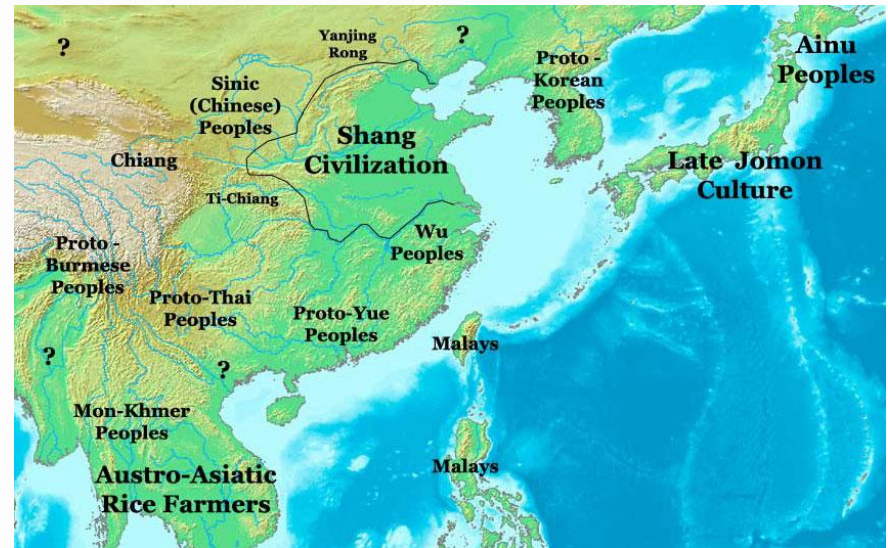 ?
Yanjing
Rong
?
Ainu
Peoples
Proto -
Korean
Peoples
Sinic
(Chinese)
Peoples
Shang
Civilization
Chiang
Late Jomon
Culture
Ti-Chiang
Wu
Peoples
Proto -
Burmese
Peoples
Proto-Thai
Peoples
Proto-Yue
Peoples
Malays
?
?
Mon-Khmer
Peoples
Austro-Asiatic
Rice Farmers
Malays